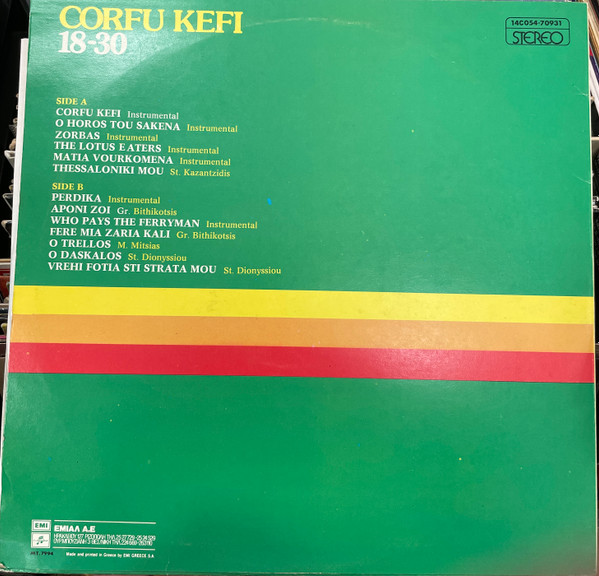 CORFU KEFI
18-30
14C054-70931
STEREO
SIDE A
CORFU KEFI Instrumental
O HOROS TOU SAKENA Instrumental
ZORBAS Instrumental
THE LOTUS EATERS Instrumental
MATIA VOURKOMENA Instrumental
THESSALONIKI MOU St. Kazantzidis
SIDE B
PERDIKA Instrumental
APONI ZOI Gr. Bithikotsis
WHO PAYS THE FERRYMAN Instrumental
FERE MIA ZARIA KALI Gr. Bithikotsis
O TRELLOS M. Mitsias
O DASKALOS St. Dionyssiou
VREHI FOTIA STI STRATA MOU St. Dionyssiou
EMI
ΕΜΙΑΛ Α.Ε
Made and printed in Greece by EMI GREECE S.A